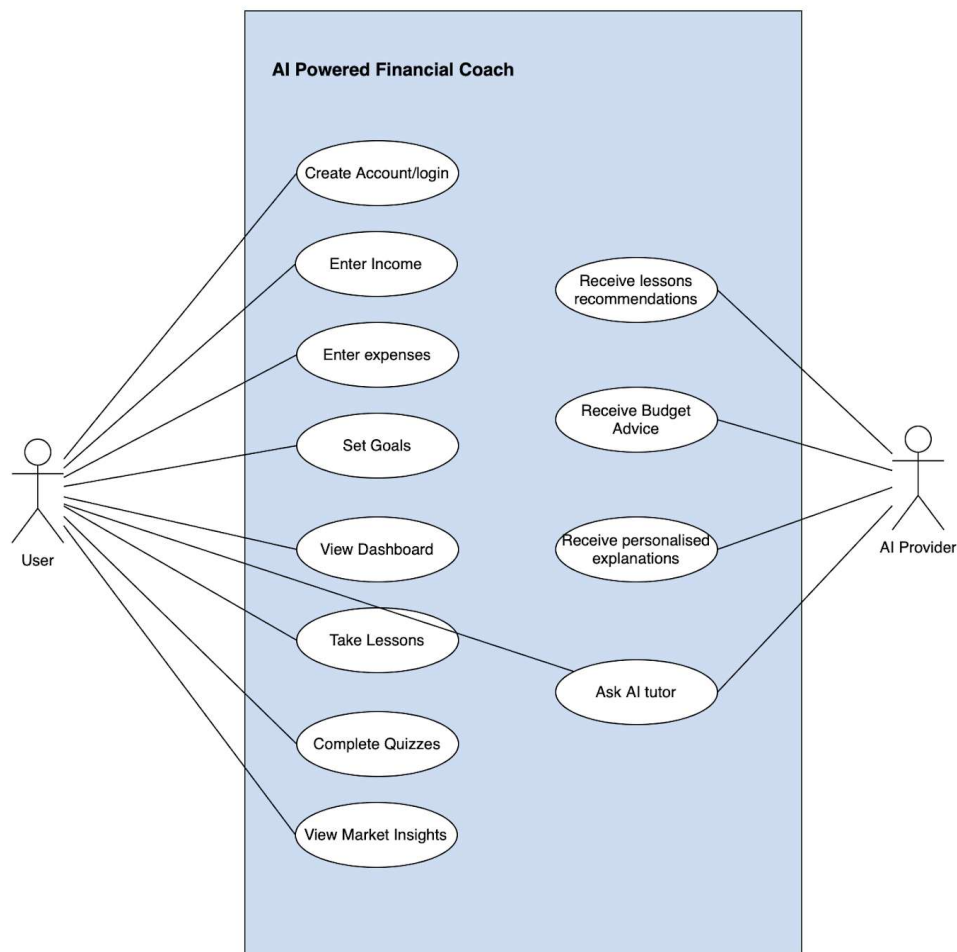 AI Powered Financial Coach
Create Account/login
Enter Income
Enter expenses
Set Goals
View Dashboard
Take Lessons
Complete Quizzes
View Market Insights
Receive lessons
recommendations
Receive Budget
Advice
Receive personalised
explanations
Ask AI tutor
User
AI Provider